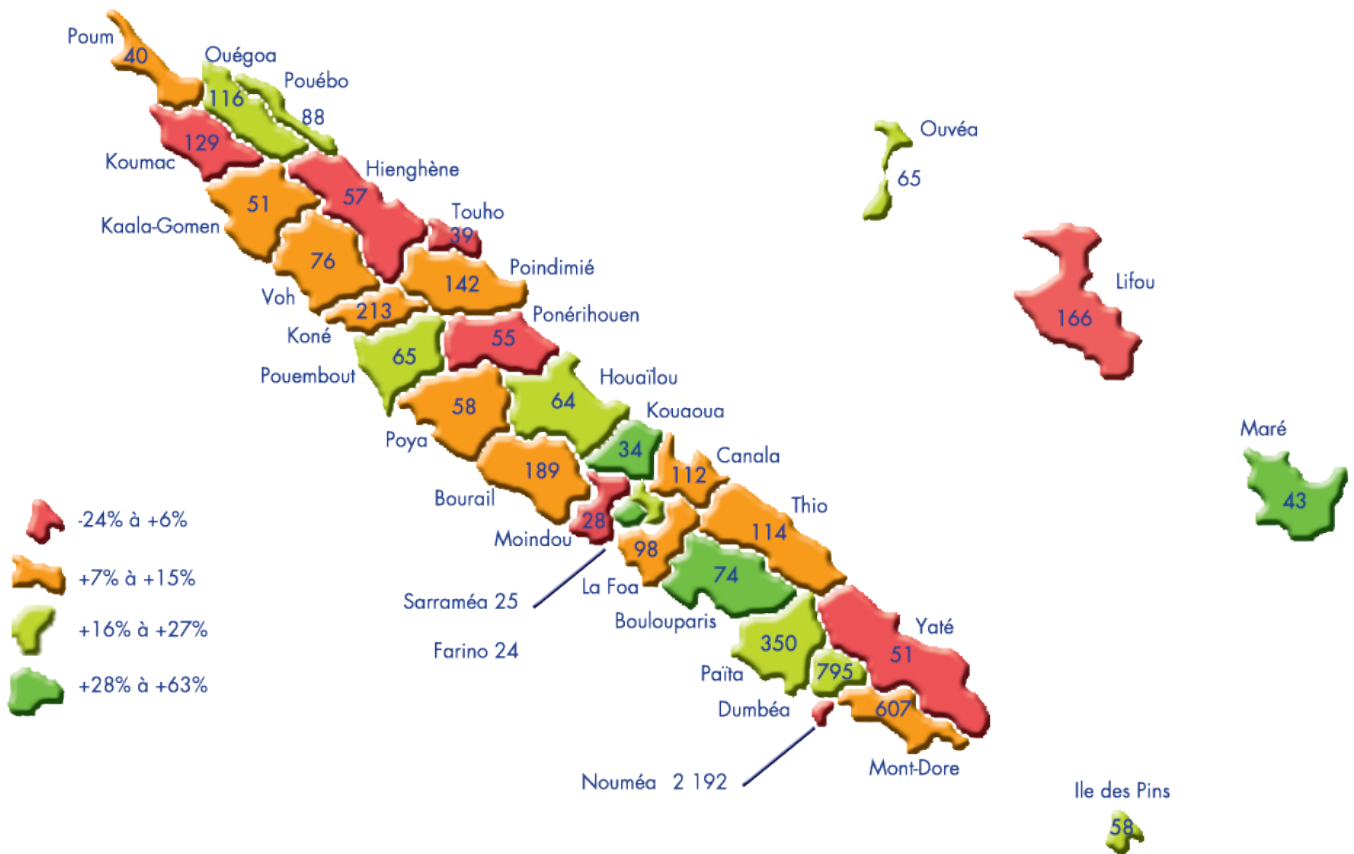 Poum
40
Ouégoa
116
Pouébo
88
Koumac
129
Hienghène
57
Kaala-Gomen
51
Touho
39
Voh
76
Poindimié
142
Koné
213
Ponérihouen
55
Pouembout
65
Houaïlou
64
Poya
58
Kouaoua
34
Bourail
189
Canala
112
Moindou
28
Thio
114
La Foa
98
Sarraméa 25
Farino 24
Boulouparis
74
Païta
350
Yaté
51
Dumbéa
795
Mont-Dore
607
Nouméa 2 192
Ouvéa
65
Lifou
166
Maré
43
Ile des Pins
58
-24% à +6%
+7% à +15%
+16% à +27%
+28% à +63%